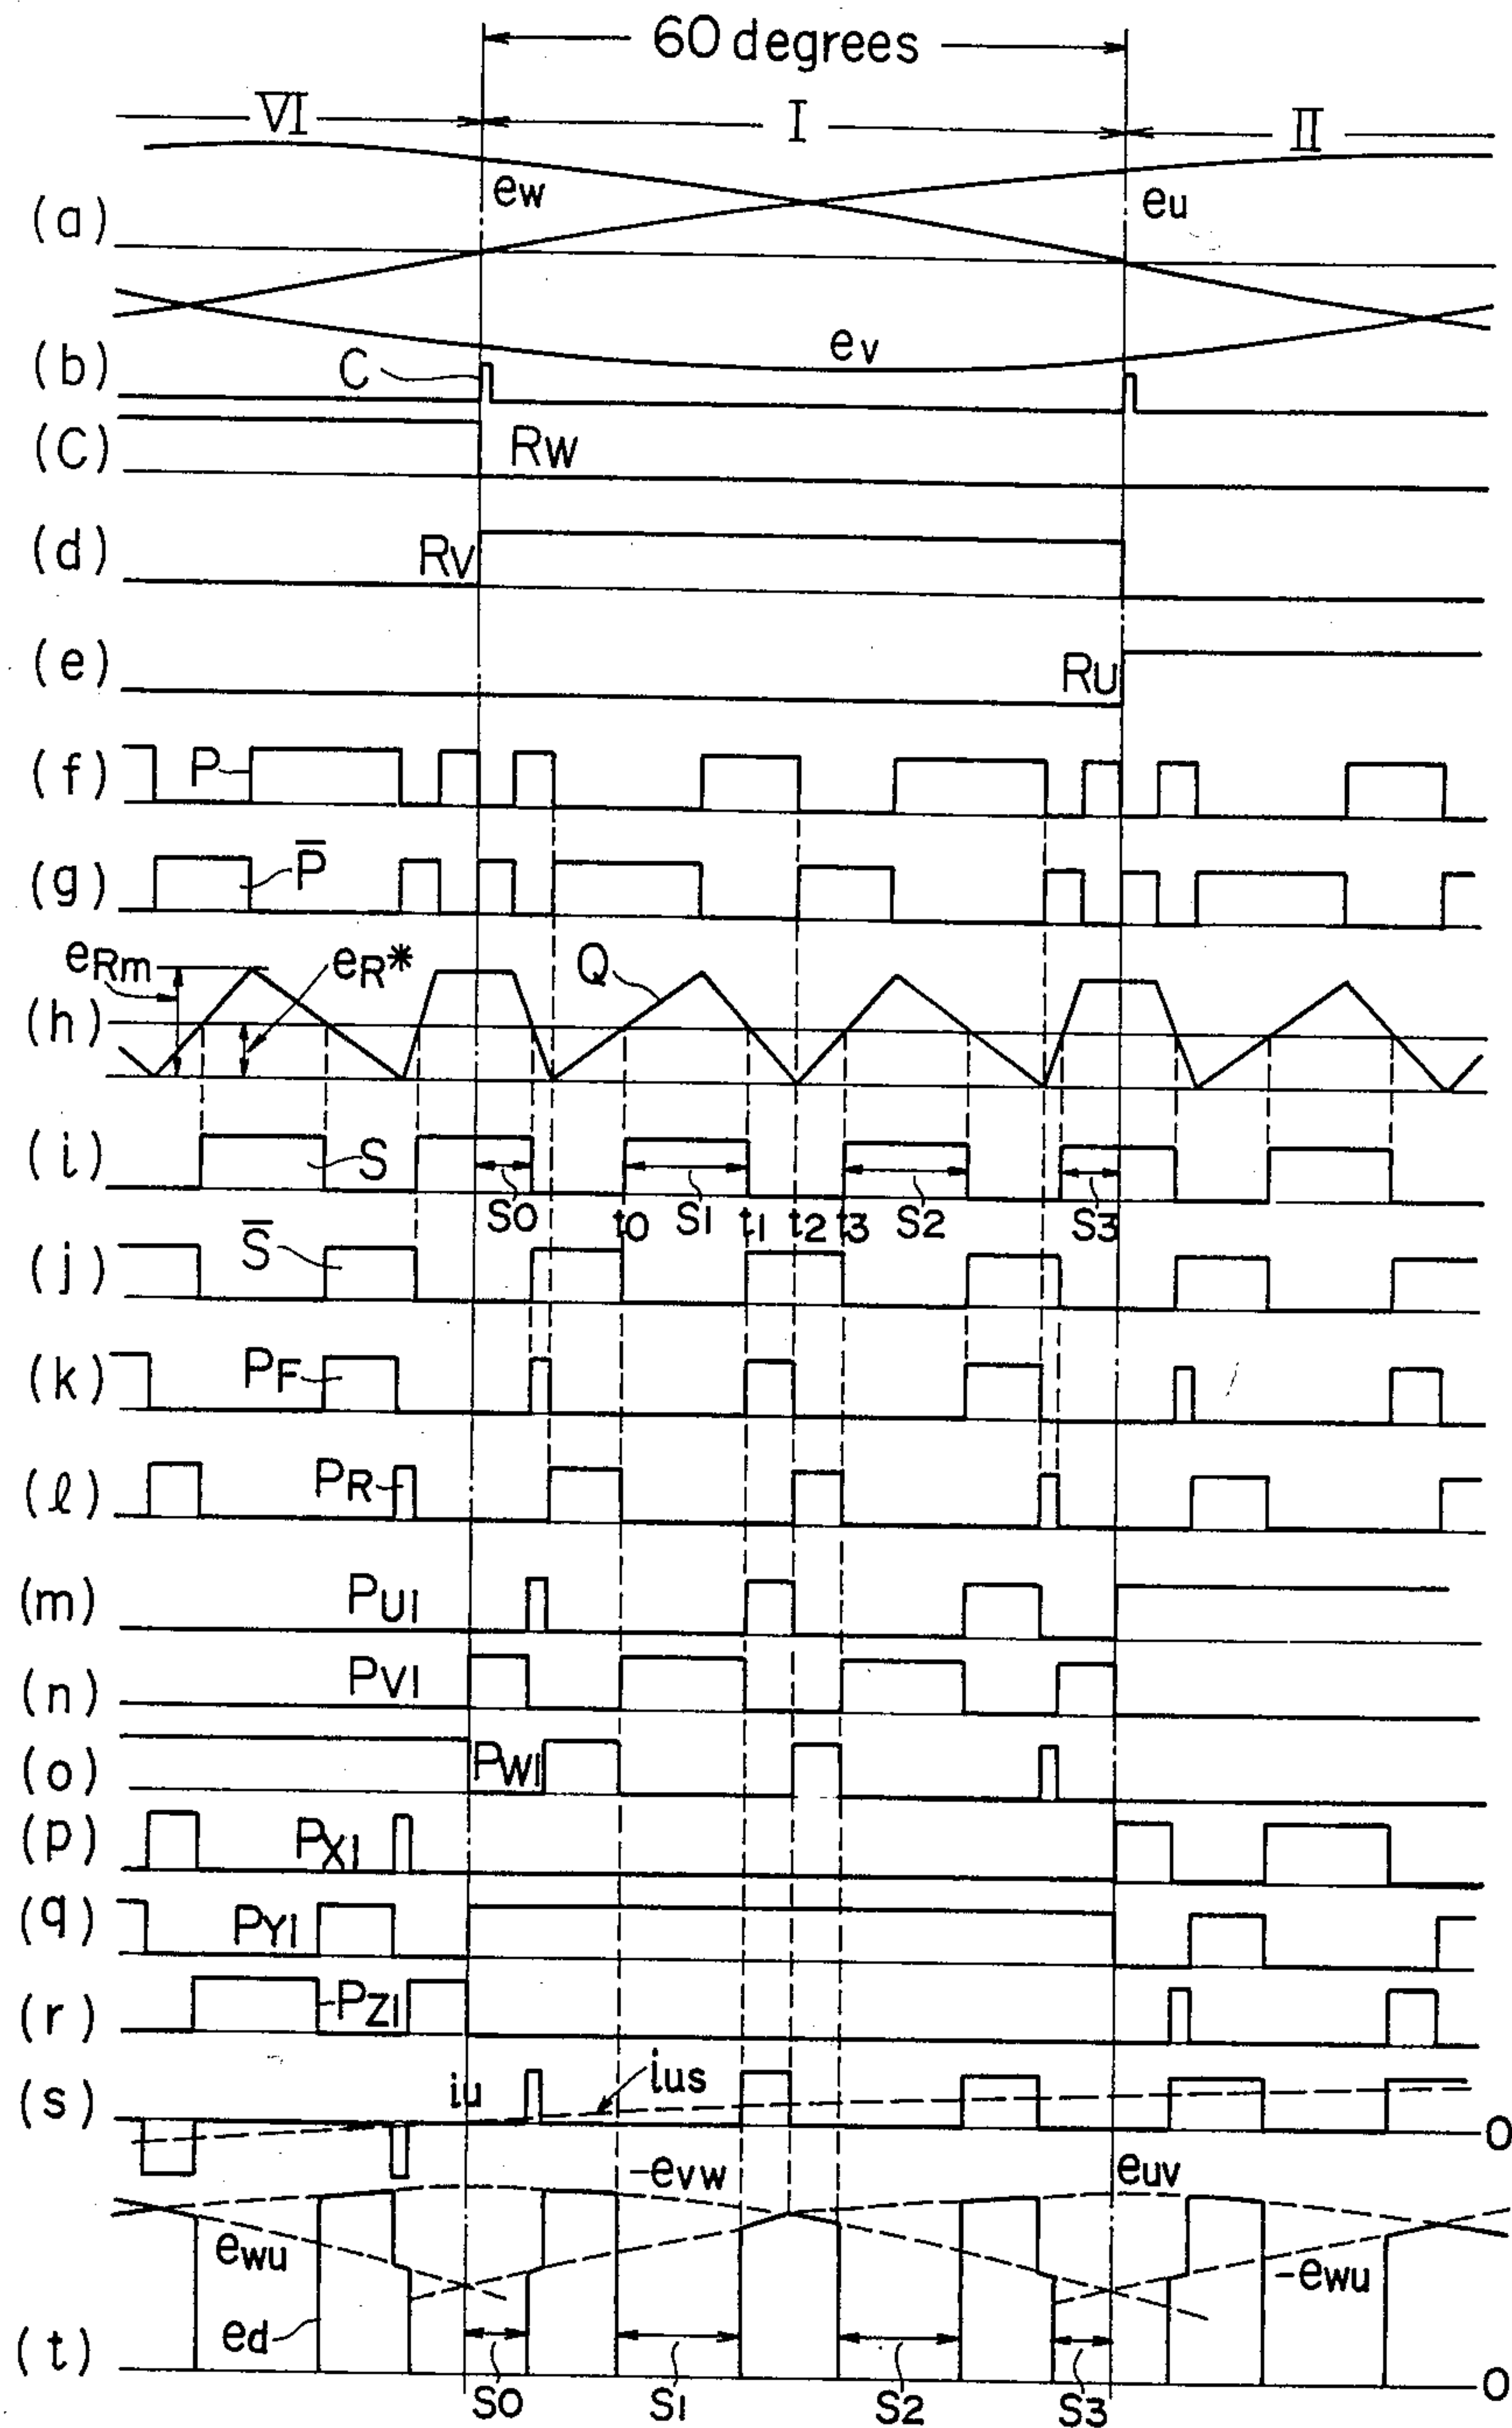 60 degrees
VI I II
(a) ew eu
ev
(b) C
(C) RW
(d) RV
(e) RU
(f) P
(g) P̅
eRm eR* Q
(h)
(i) S
S0 t0 S1 t1 t2 t3 S2 S3
(j) S̅
(k) PF
(ℓ) PR
(m) PU1
(n) PV1
(o) PW1
(p) PX1
(q) PY1
(r) PZ1
(s) iu ius 0
-evw euv
ewu -ewu
(t) ed 0
S0 S1 S2 S3